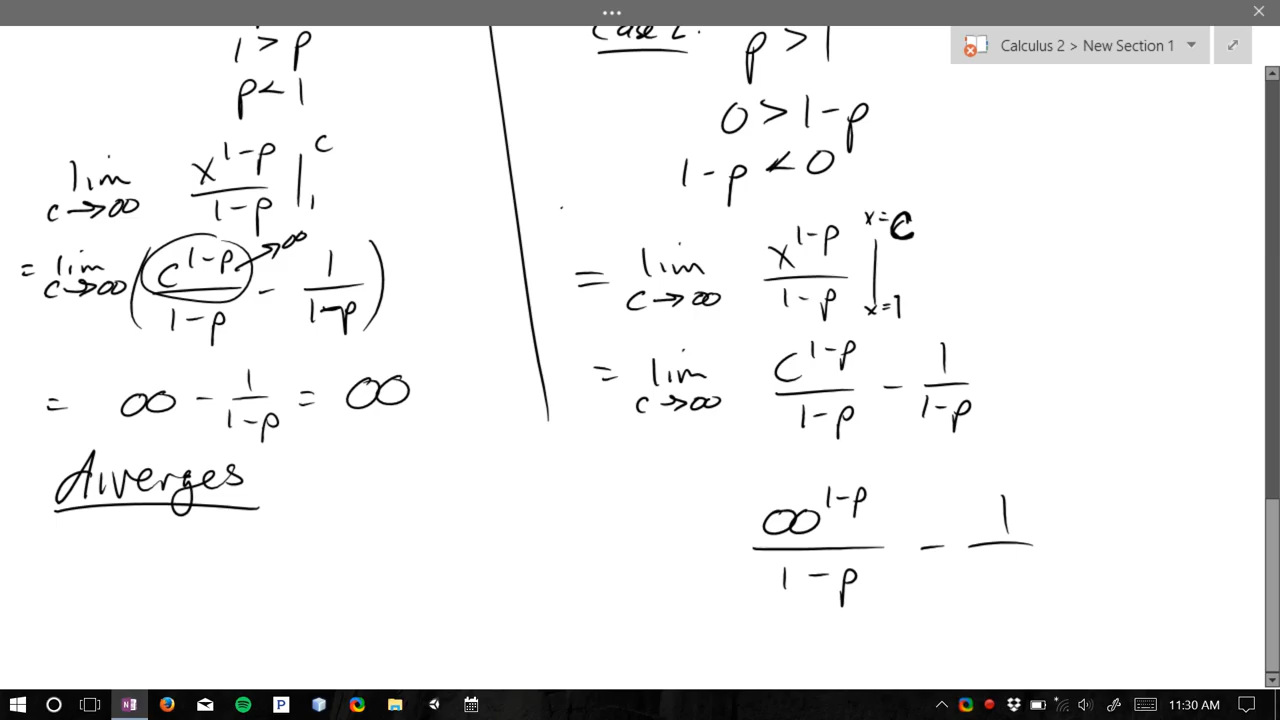 Calculus 2 > New Section 1
1 > p
p < 1
lim c→∞ x^(1-p)/(1-p) |_1^c
= lim c→∞ ( c^(1-p)/(1-p) →∞ - 1/(1-p) )
= ∞ - 1/(1-p) = ∞
Diverges
Case 2: p > 1
0 > 1-p
1-p < 0
= lim c→∞ x^(1-p)/(1-p) |_(x=1)^(x=c)
= lim c→∞ c^(1-p)/(1-p) - 1/(1-p)
∞^(1-p)/(1-p) - 1/
11:30 AM